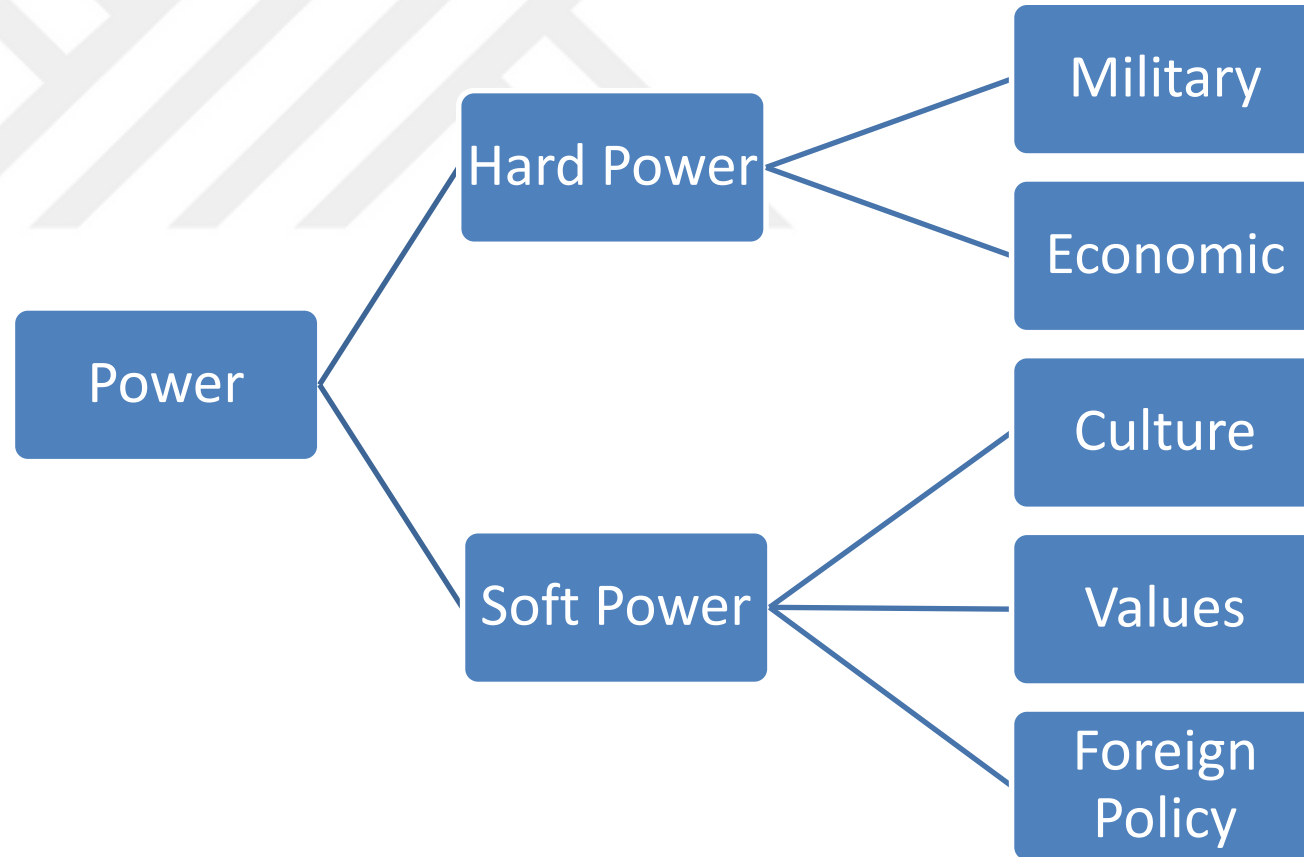 Power
Hard Power
Military
Economic
Soft Power
Culture
Values
Foreign
Policy